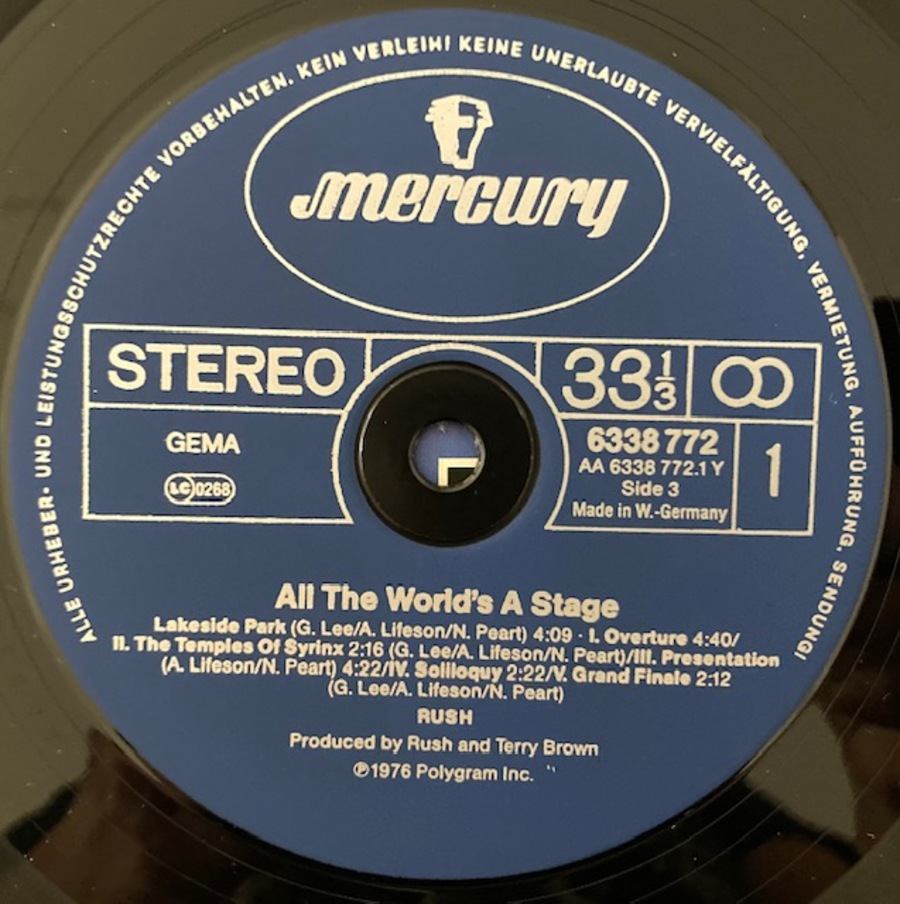 ALLE URHEBER- UND LEISTUNGSSCHUTZRECHTE VORBEHALTEN. KEIN VERLEIH! KEINE UNERLAUBTE VERVIELFÄLTIGUNG, VERMIETUNG, AUFFÜHRUNG, SENDUNG!
mercury
STEREO
33 1/3
GEMA
LC 0268
6338 772
AA 6338 772.1 Y
Side 3
Made in W.-Germany
1
All The World's A Stage
Lakeside Park (G. Lee/A. Lifeson/N. Peart) 4:09 · I. Overture 4:40/
II. The Temples Of Syrinx 2:16 (G. Lee/A. Lifeson/N. Peart)/III. Presentation
(A. Lifeson/N. Peart) 4:22/IV. Soliloquy 2:22/V. Grand Finale 2:12
(G. Lee/A. Lifeson/N. Peart)
RUSH
Produced by Rush and Terry Brown
℗1976 Polygram Inc.